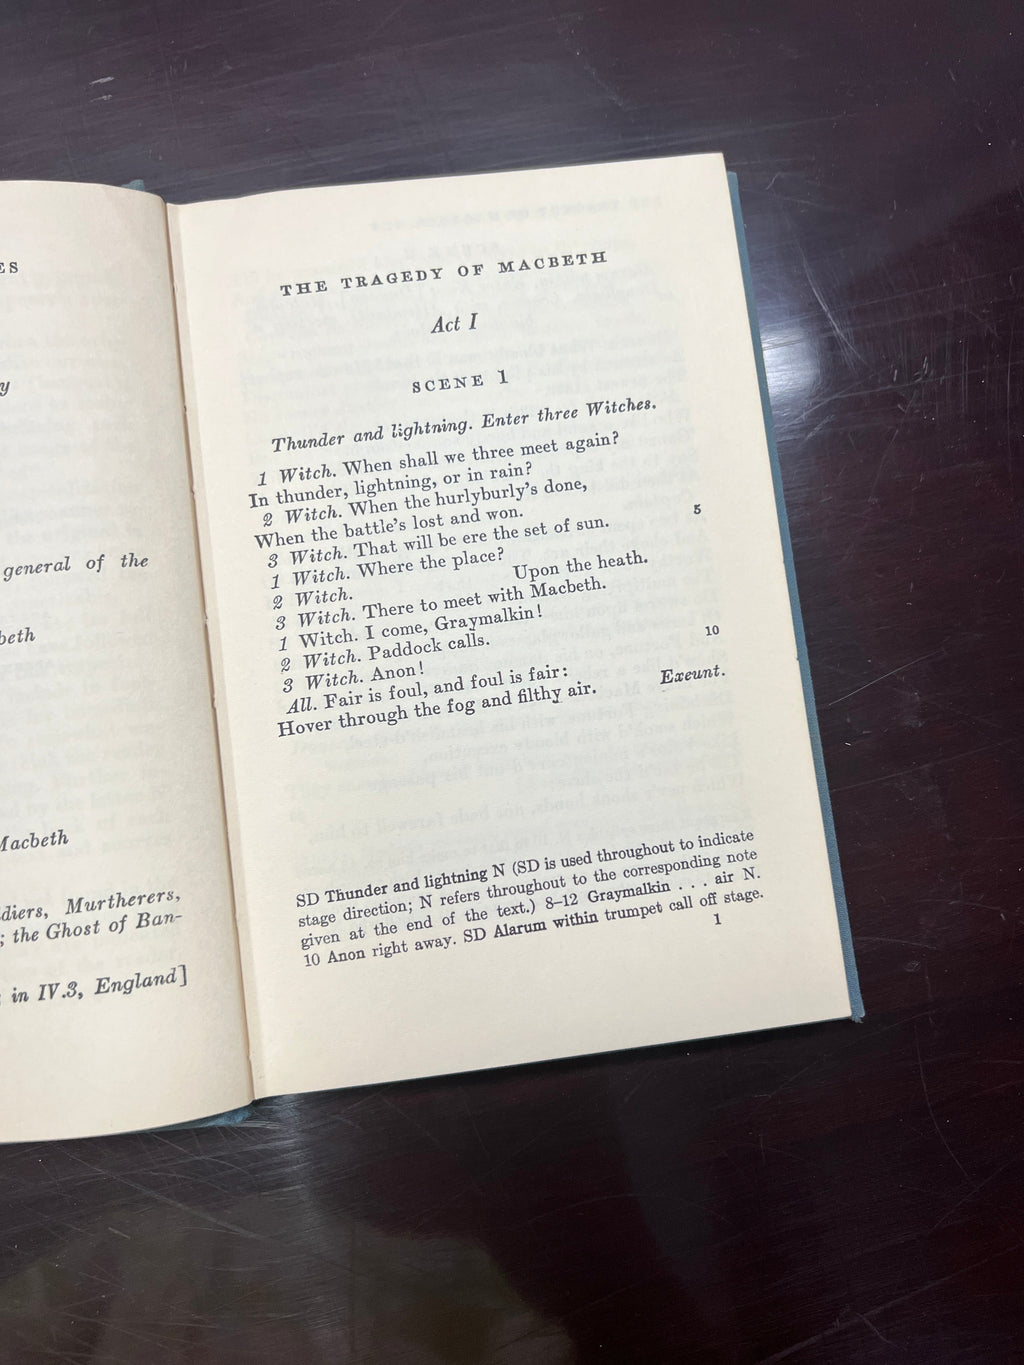 ES
y
general of the
beth
Macbeth
diers, Murtherers,
; the Ghost of Ban-
in IV.3, England]
THE TRAGEDY OF MACBETH
Act I
SCENE 1
Thunder and lightning. Enter three Witches.
1 Witch. When shall we three meet again?
In thunder, lightning, or in rain?
2 Witch. When the hurlyburly's done,
When the battle's lost and won.
3 Witch. That will be ere the set of sun. 5
1 Witch. Where the place?
2 Witch. Upon the heath.
3 Witch. There to meet with Macbeth.
1 Witch. I come, Graymalkin!
2 Witch. Paddock calls.
3 Witch. Anon! 10
All. Fair is foul, and foul is fair:
Hover through the fog and filthy air. Exeunt.
SD Thunder and lightning N (SD is used throughout to indicate
stage direction; N refers throughout to the corresponding note
given at the end of the text.) 8–12 Graymalkin . . . air N.
10 Anon right away. SD Alarum within trumpet call off stage.
1